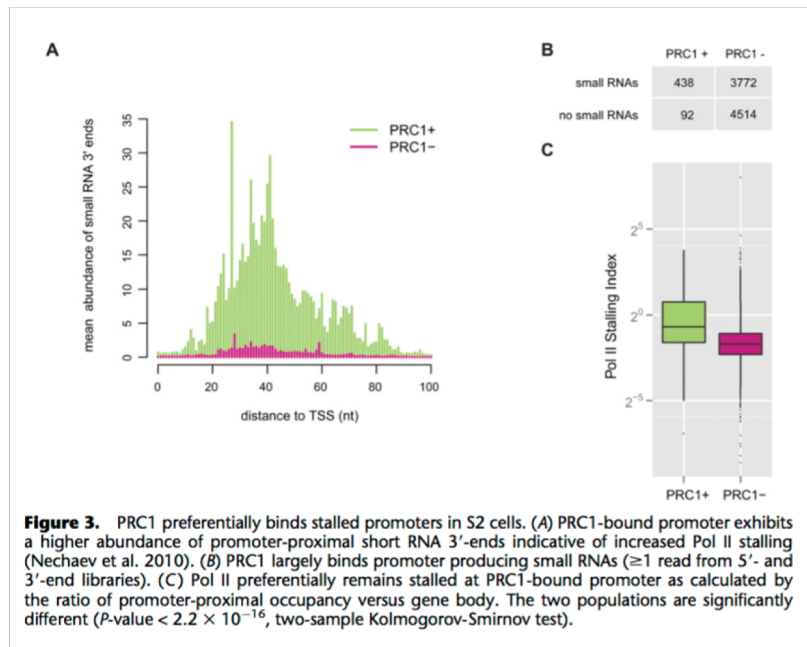 A
mean abundance of small RNA 3' ends
35
30
25
20
15
10
5
0
PRC1+
PRC1−
0 20 40 60 80 100
distance to TSS (nt)
B
PRC1 + PRC1 -
small RNAs 438 3772
no small RNAs 92 4514
C
Pol II Stalling Index
2^5
2^0
2^−5
PRC1+ PRC1−
Figure 3. PRC1 preferentially binds stalled promoters in S2 cells. (A) PRC1-bound promoter exhibits
a higher abundance of promoter-proximal short RNA 3′-ends indicative of increased Pol II stalling
(Nechaev et al. 2010). (B) PRC1 largely binds promoter producing small RNAs (≥1 read from 5′- and
3′-end libraries). (C) Pol II preferentially remains stalled at PRC1-bound promoter as calculated by
the ratio of promoter-proximal occupancy versus gene body. The two populations are significantly
different (P-value < 2.2 × 10^−16, two-sample Kolmogorov-Smirnov test).